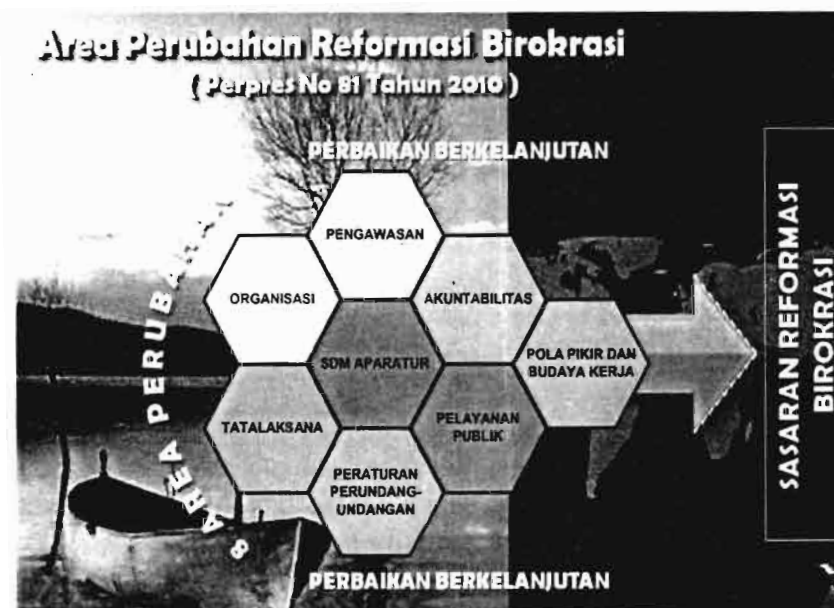 Area Perubahan Reformasi Birokrasi
( Perpres No 81 Tahun 2010 )
PERBAIKAN BERKELANJUTAN
8 AREA PERUBAHAN
PENGAWASAN
ORGANISASI
AKUNTABILITAS
SDM APARATUR
POLA PIKIR DAN
BUDAYA KERJA
TATALAKSANA
PELAYANAN
PUBLIK
PERATURAN
PERUNDANG-
UNDANGAN
PERBAIKAN BERKELANJUTAN
SASARAN REFORMASI
BIROKRASI